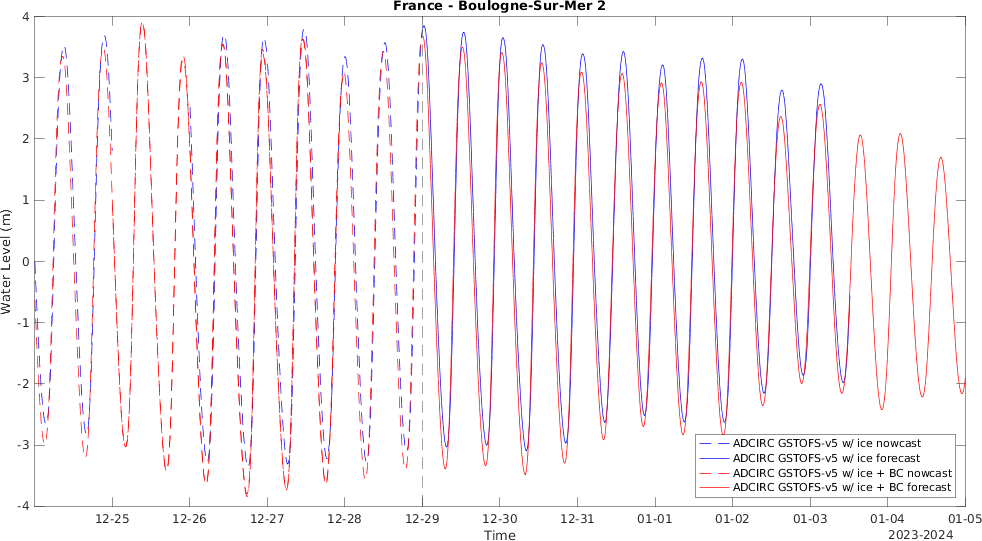 France - Boulogne-Sur-Mer 2
Water Level (m)
4
3
2
1
0
-1
-2
-3
-4
ADCIRC GSTOFS-v5 w/ ice nowcast
ADCIRC GSTOFS-v5 w/ ice forecast
ADCIRC GSTOFS-v5 w/ ice + BC nowcast
ADCIRC GSTOFS-v5 w/ ice + BC forecast
12-25 12-26 12-27 12-28 12-29 12-30 12-31 01-01 01-02 01-03 01-04 01-05
Time
2023-2024